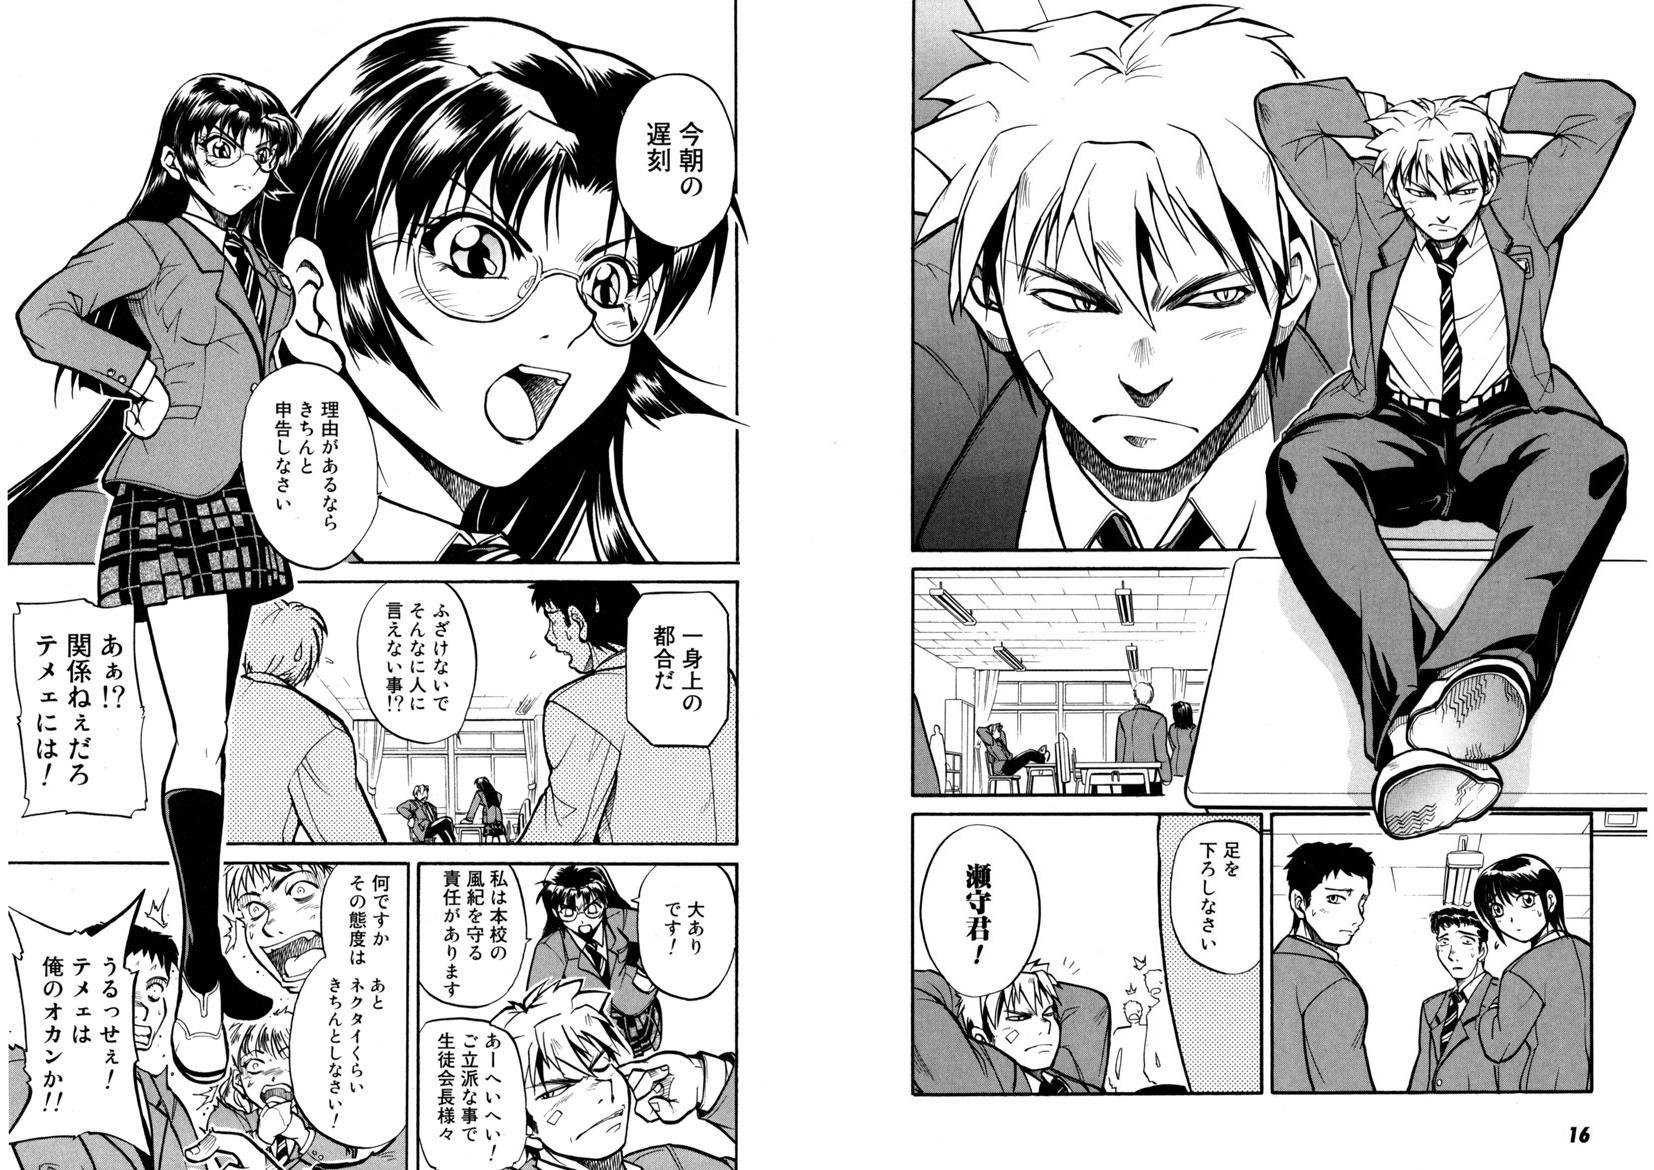 足を
下ろしなさい
瀬守君！
16
今朝の
遅刻
理由があるなら
きちんと
申告しなさい
一身上の
都合だ
ふざけないで
そんなに人に
言えない事!?
あぁ!?
関係ねぇだろ
テメェには！
大あり
です！
私は本校の
風紀を守る
責任があります
あーへいへい！
ご立派な事で
生徒会長様々
何ですか
その態度は
あと
ネクタイくらい
きちんとしなさい！
うるっせぇ！
テメェは
俺のオカンか!!